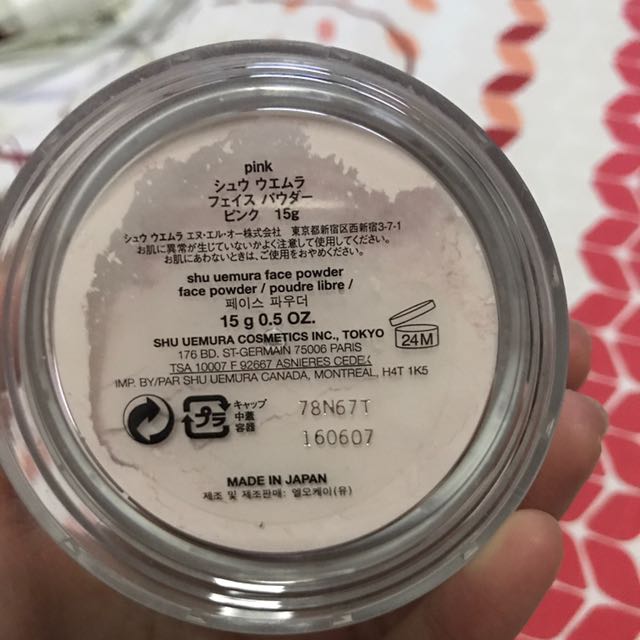 pink
シュウ ウエムラ
フェイス パウダー
ピンク 15g
シュウ ウエムラ エヌ・エル・オー株式会社 東京都新宿区西新宿3-7-1
お肌に異常が生じていないかよく注意して使用してください。
お肌にあわないときは、ご使用をおやめください。
shu uemura face powder
face powder / poudre libre /
페이스 파우더
15 g 0.5 OZ.
SHU UEMURA COSMETICS INC., TOKYO
176 BD. ST-GERMAIN 75006 PARIS
TSA 10007 F 92667 ASNIERES CEDEX
IMP. BY/PAR SHU UEMURA CANADA, MONTREAL, H4T 1K5
24M
プラ
キャップ
中蓋
容器
78N67T
160607
MADE IN JAPAN
제조 및 제조판매: 엘오케이(유)